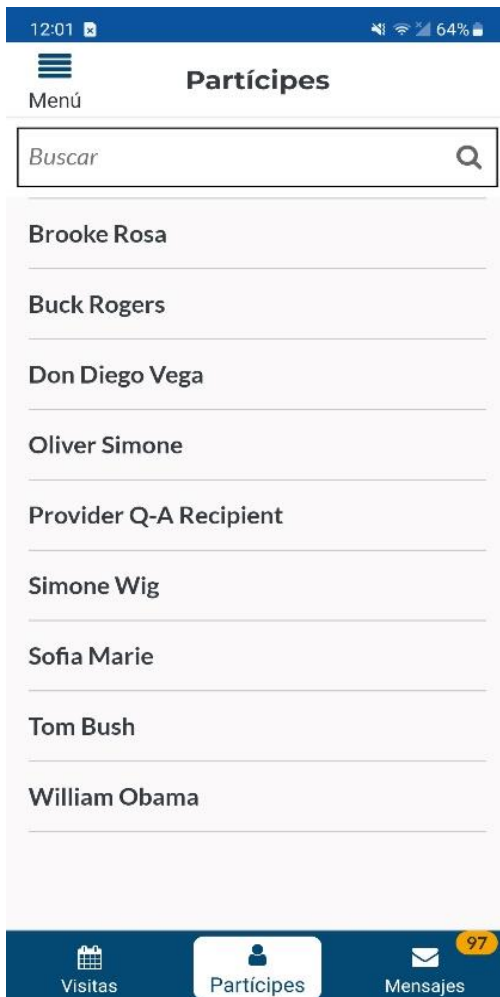 12:01 64%
Menú
Partícipes
Buscar
Brooke Rosa
Buck Rogers
Don Diego Vega
Oliver Simone
Provider Q-A Recipient
Simone Wig
Sofia Marie
Tom Bush
William Obama
97
Visitas Partícipes Mensajes